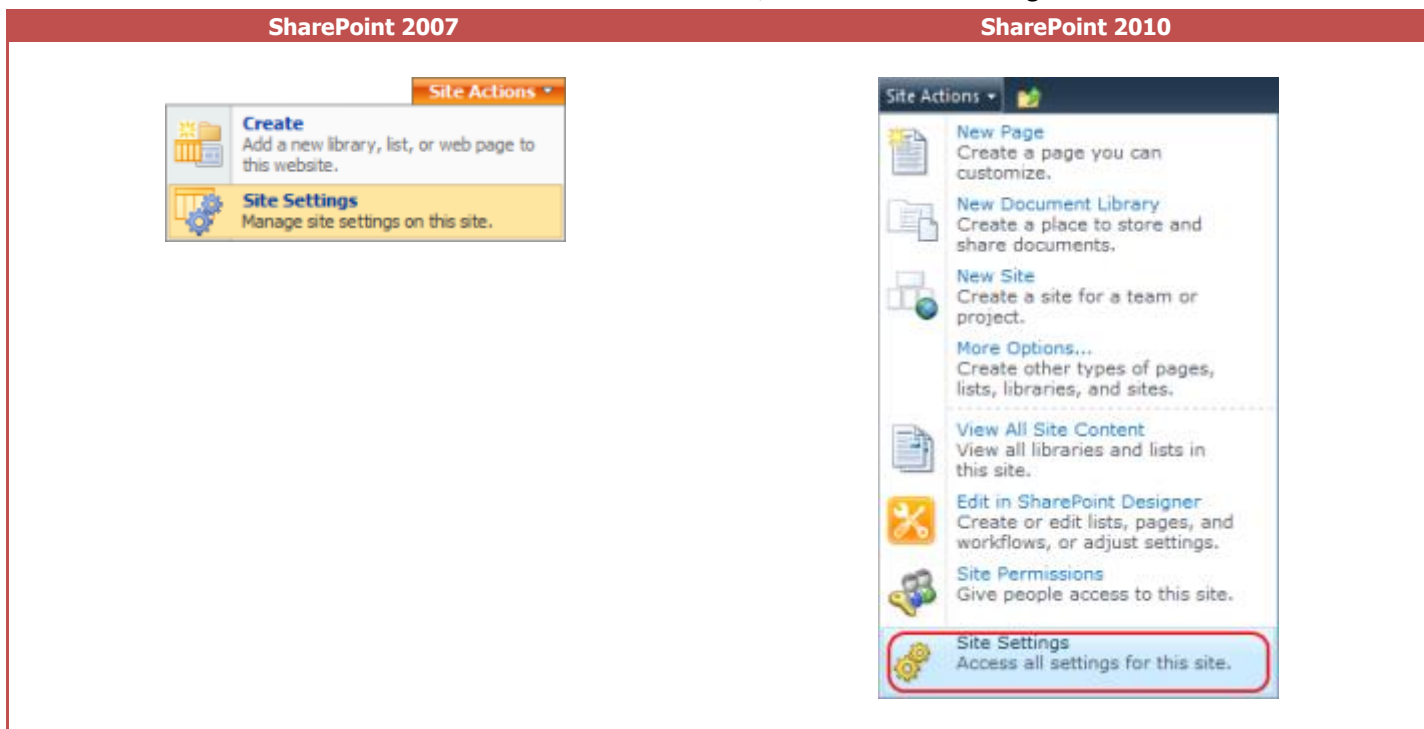 SharePoint 2007
SharePoint 2010
Site Actions
Create
Add a new library, list, or web page to
this website.
Site Settings
Manage site settings on this site.
Site Actions
New Page
Create a page you can
customize.
New Document Library
Create a place to store and
share documents.
New Site
Create a site for a team or
project.
More Options...
Create other types of pages,
lists, libraries, and sites.
View All Site Content
View all libraries and lists in
this site.
Edit in SharePoint Designer
Create or edit lists, pages, and
workflows, or adjust settings.
Site Permissions
Give people access to this site.
Site Settings
Access all settings for this site.